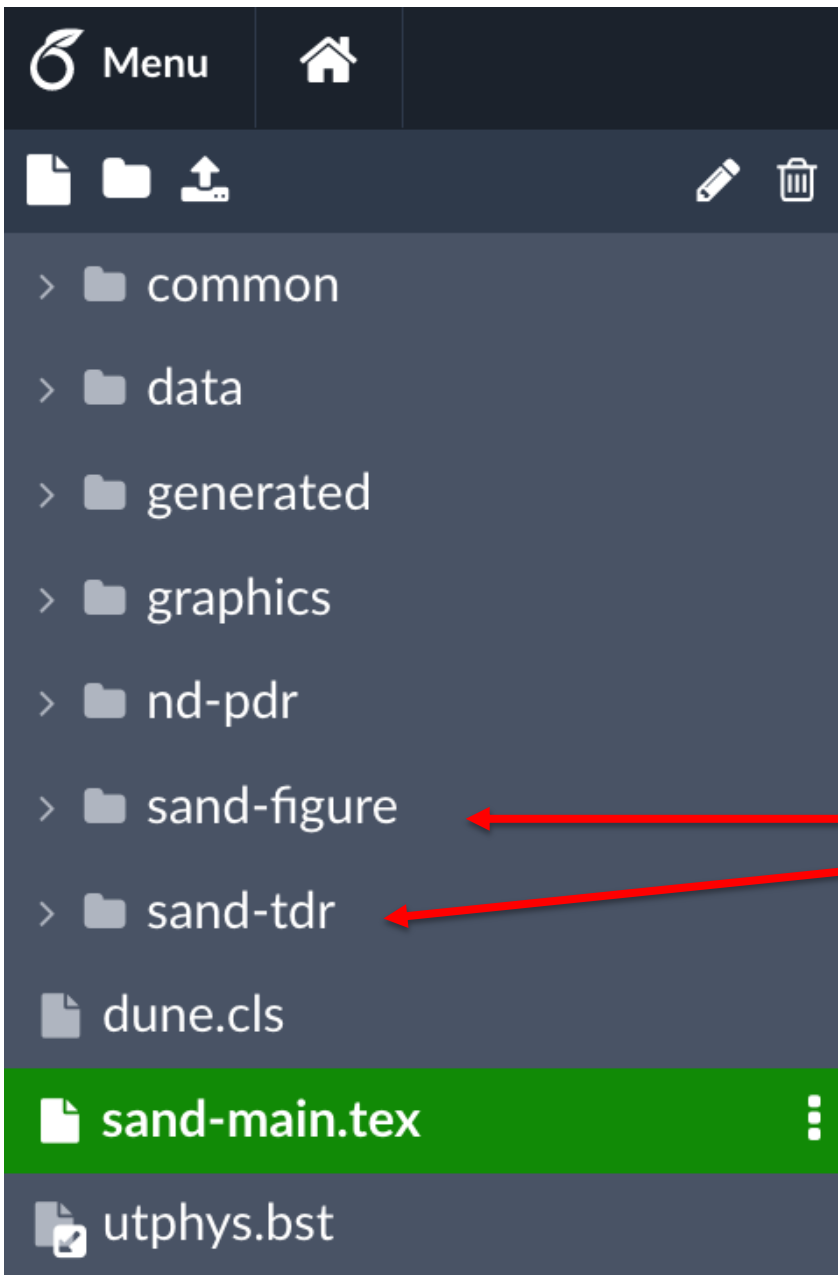 Menu
common
data
generated
graphics
nd-pdr
sand-figure
sand-tdr
dune.cls
sand-main.tex
utphys.bst